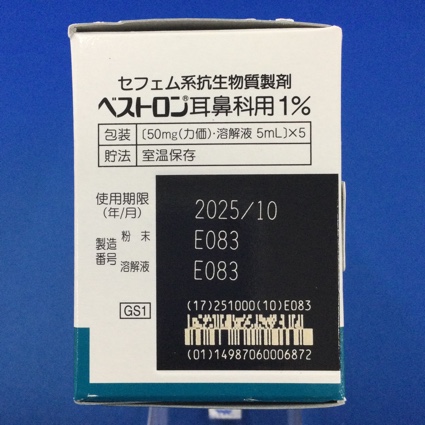 セフェム系抗生物質製剤
ベストロン®耳鼻科用1%
包装 〔50mg(力価)・溶解液 5mL〕×5
貯法 室温保存
使用期限 2025/10
(年/月)
製造番号 粉末 E083
溶解液 E083
(17)251000(10)E083
GS1
(01)14987060006872